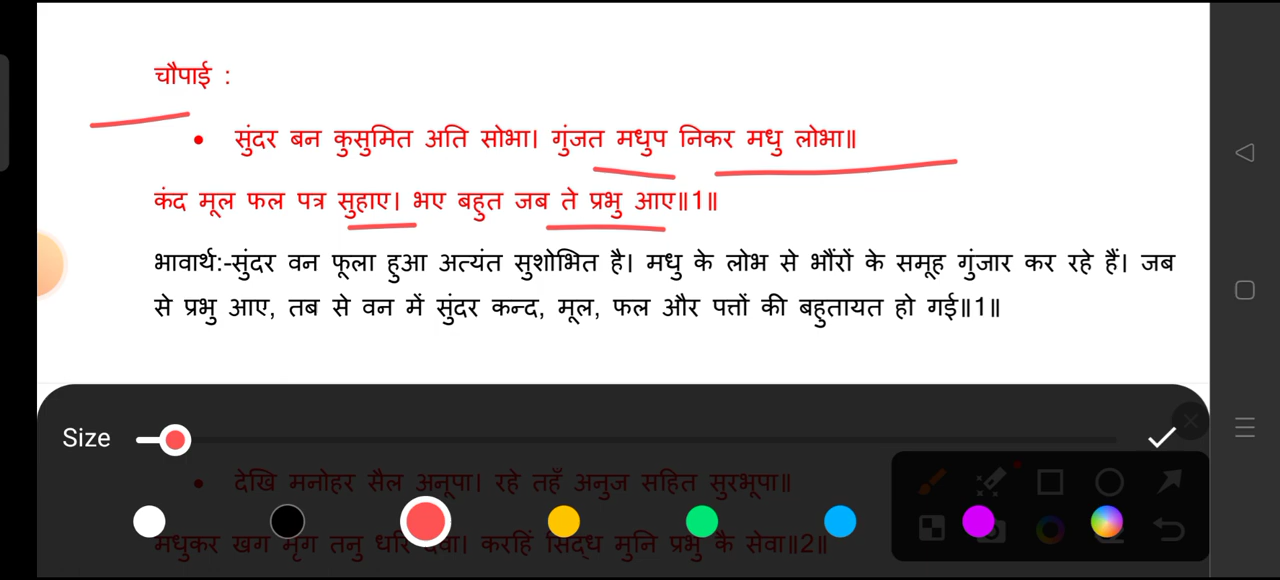 चौपाई :
• सुंदर बन कुसुमित अति सोभा। गुंजत मधुप निकर मधु लोभा॥
कंद मूल फल पत्र सुहाए। भए बहुत जब ते प्रभु आए॥1॥
भावार्थ:-सुंदर वन फूला हुआ अत्यंत सुशोभित है। मधु के लोभ से भौंरों के समूह गुंजार कर रहे हैं। जब
से प्रभु आए, तब से वन में सुंदर कन्द, मूल, फल और पत्तों की बहुतायत हो गई॥1॥
Size
• देखि मनोहर सैल अनूपा। रहे तहँ अनुज सहित सुरभूपा॥
मधुकर खग मृग तनु धरि देवा। करहिं सिद्ध मुनि प्रभु कै सेवा॥2॥